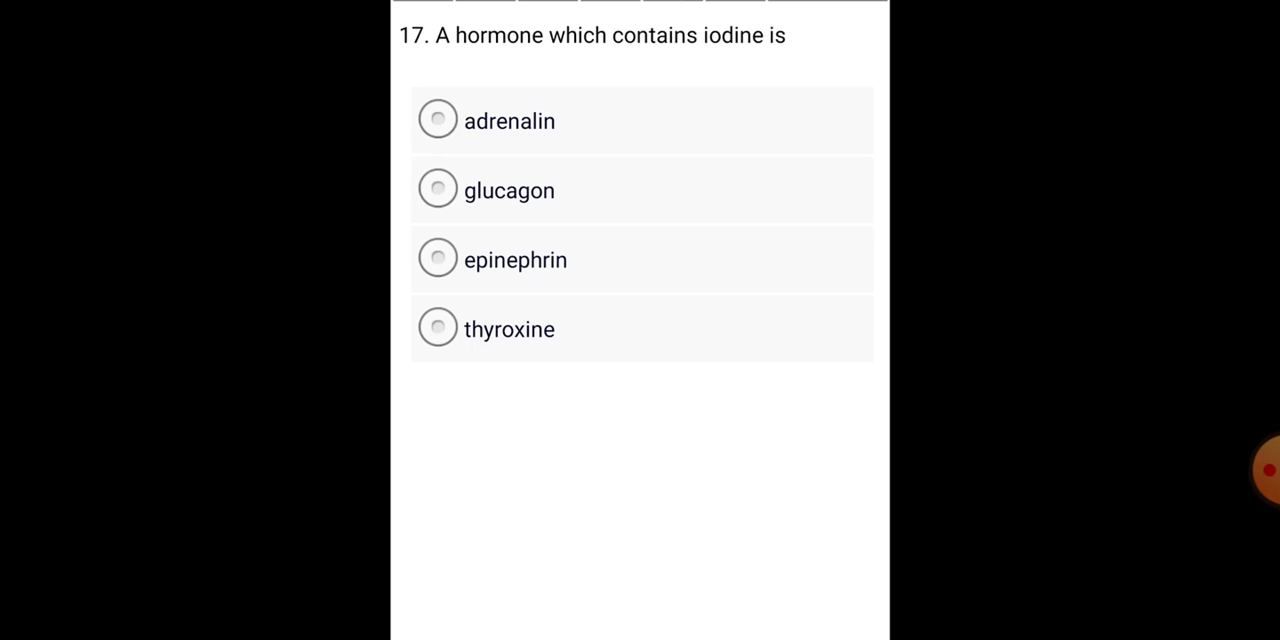 17. A hormone which contains iodine is
adrenalin
glucagon
epinephrin
thyroxine